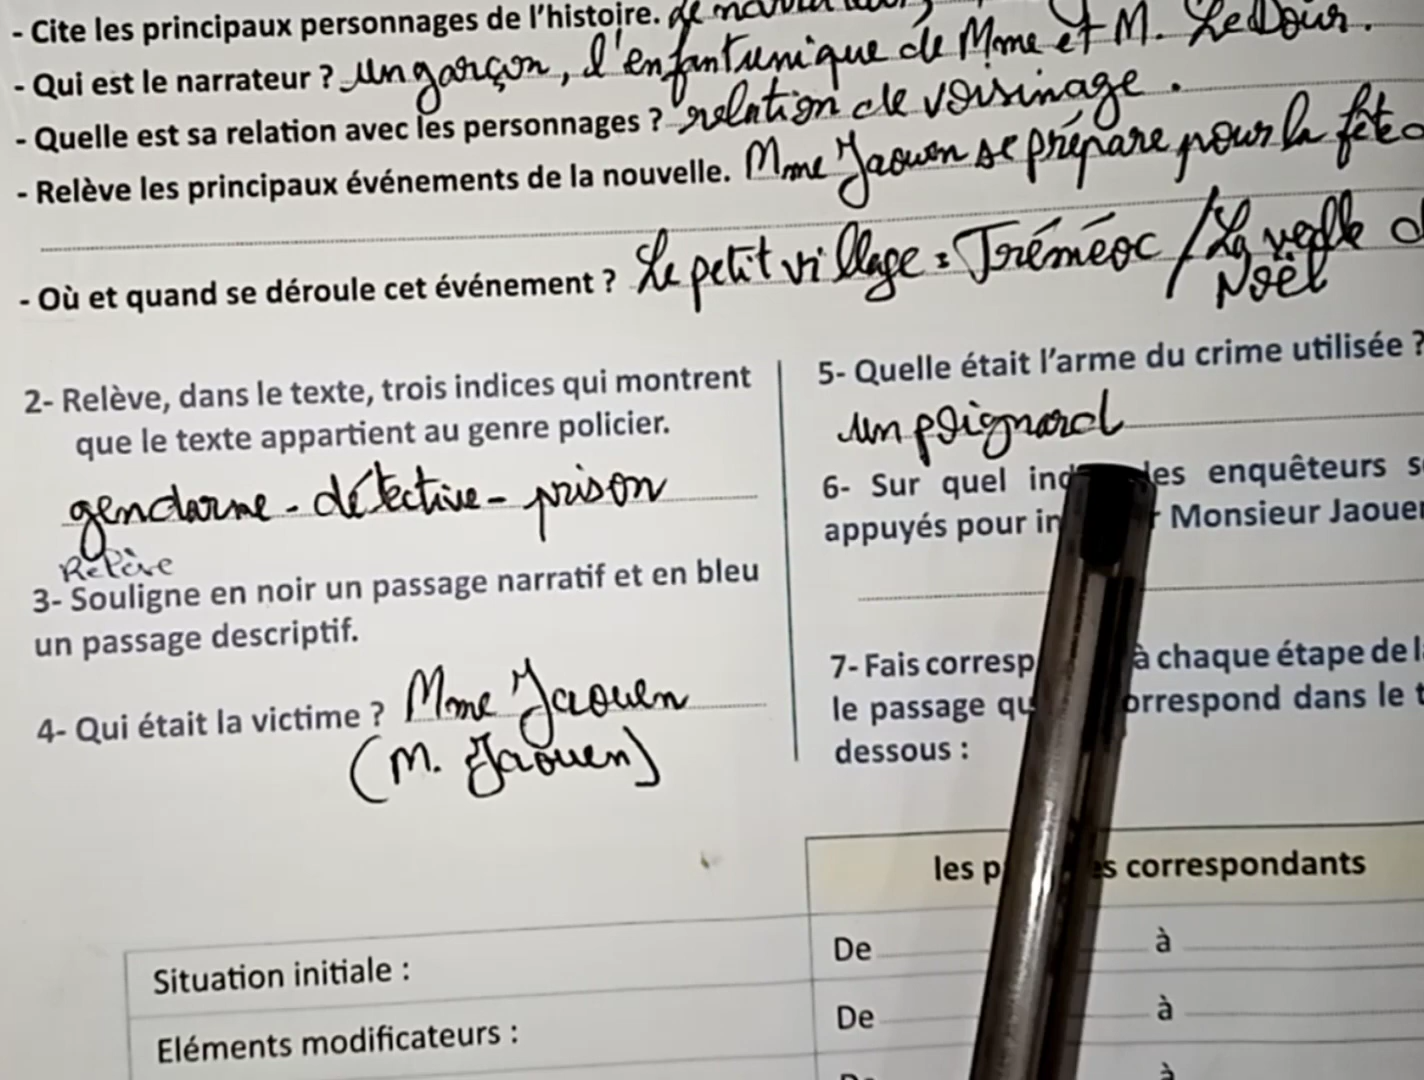 - Cite les principaux personnages de l'histoire.
- Qui est le narrateur ? Un garçon, l'enfant unique de Mme et M. Le Dour.
- Quelle est sa relation avec les personnages ? relation de voisinage.
- Relève les principaux événements de la nouvelle. Mme Jaouen se prépare pour la fête
- Où et quand se déroule cet événement ? Le petit village : Tréméoc / La veille
Noël
2- Relève, dans le texte, trois indices qui montrent
que le texte appartient au genre policier.
gendarme - détective - prison
Relève
3- Souligne en noir un passage narratif et en bleu
un passage descriptif.
4- Qui était la victime ? Mme Jaouen
(M. Jaouen)
5- Quelle était l'arme du crime utilisée ?
un poignard
6- Sur quel les enquêteurs
appuyés pour Monsieur Jaouen
7- Fais à chaque étape de
le passage dans le
dessous :
les correspondants
Situation initiale : De à
Eléments modificateurs : De à
à